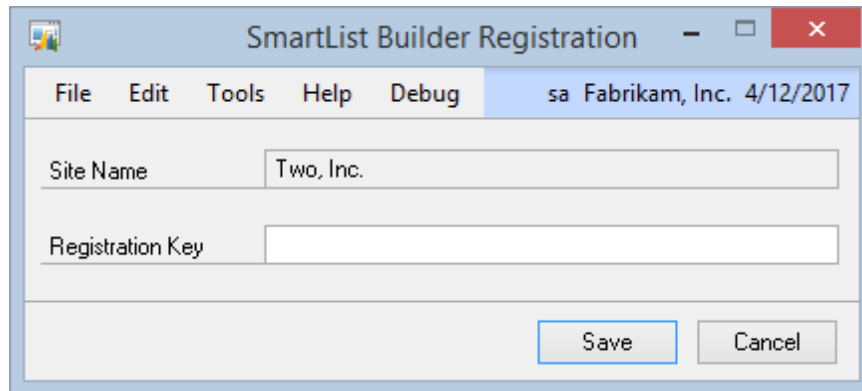 SmartList Builder Registration
File Edit Tools Help Debug sa Fabrikam, Inc. 4/12/2017
Site Name Two, Inc.
Registration Key
Save Cancel